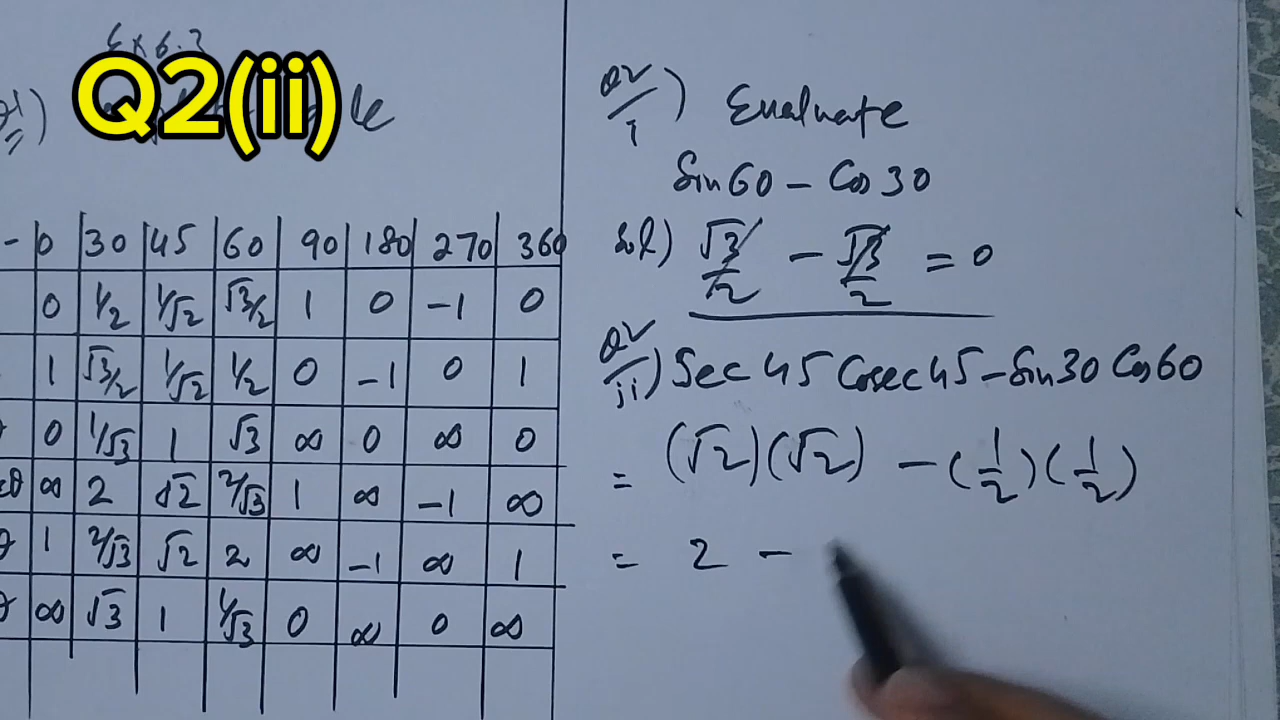 Ex 6.3
Q2(ii)
Q2/i) Evaluate
Sin60 - Cos30
Sol) √3/2 - √3/2 = 0
Q2/ii) Sec45 Cosec45 - Sin30 Cos60
= (√2)(√2) - (1/2)(1/2)
= 2 -
0 30 45 60 90 180 270 360
0 1/2 1/√2 √3/2 1 0 -1 0
1 √3/2 1/√2 1/2 0 -1 0 1
0 1/√3 1 √3 ∞ 0 ∞ 0
∞ 2 √2 2/√3 1 ∞ -1 ∞
1 2/√3 √2 2 ∞ -1 ∞ 1
∞ √3 1 1/√3 0 ∞ 0 ∞